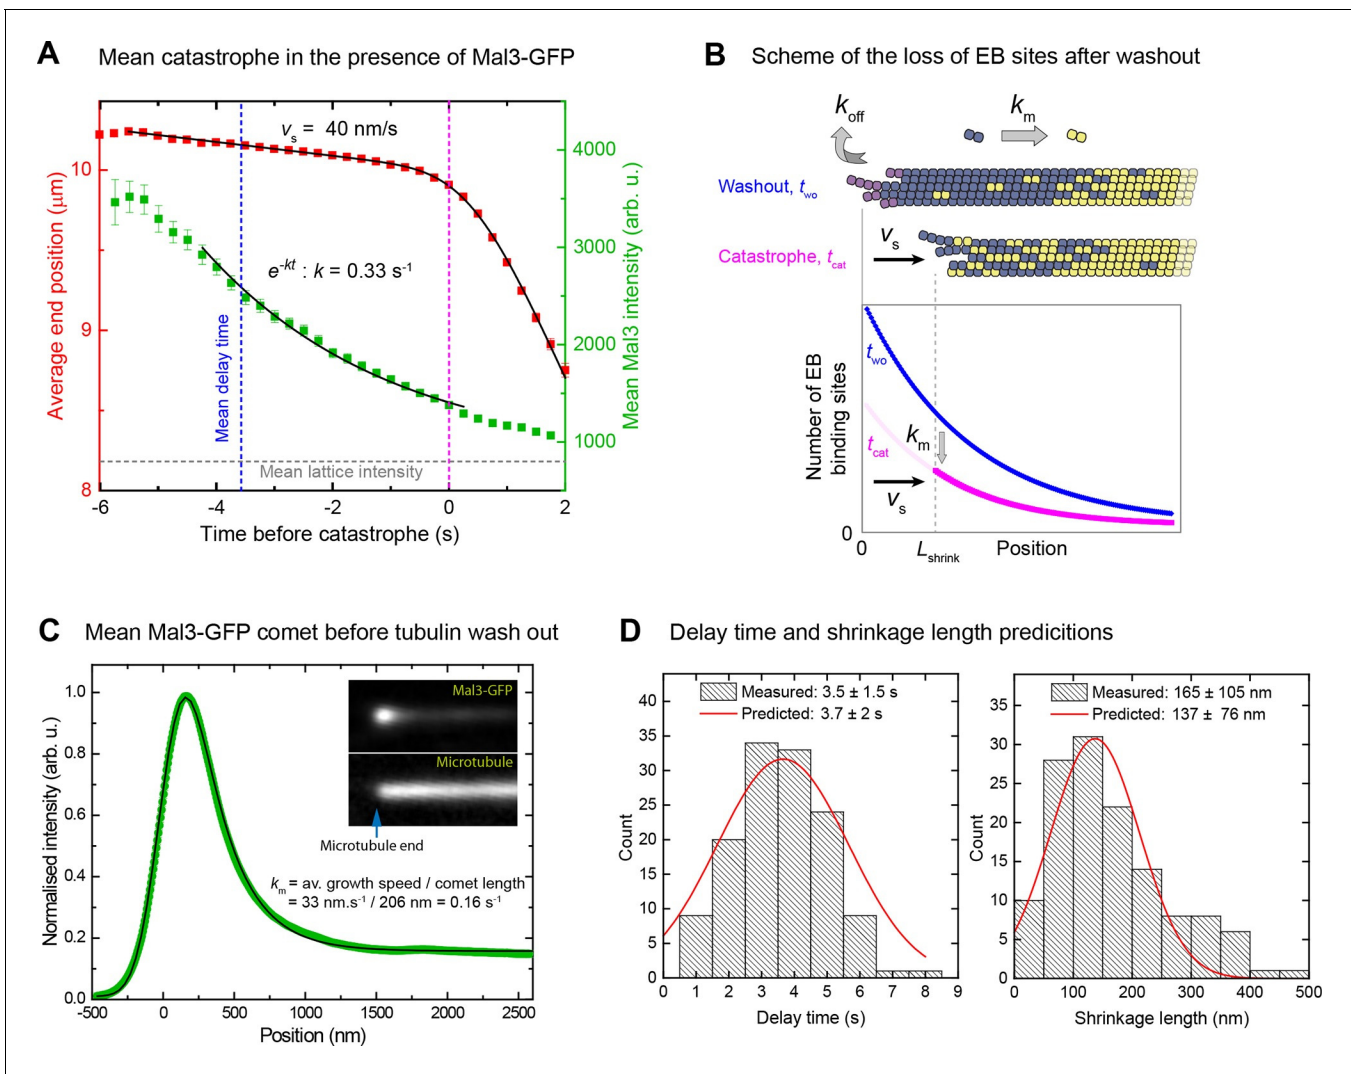 A Mean catastrophe in the presence of Mal3-GFP
vs = 40 nm/s
e-kt : k = 0.33 s-1
Mean delay time
Mean lattice intensity
Average end position (µm)
10
9
8
Mean Mal3 intensity (arb. u.)
4000
3000
2000
1000
-6 -4 -2 0 2
Time before catastrophe (s)
B Scheme of the loss of EB sites after washout
koff
km
Washout, two
vs
Catastrophe, tcat
two
tcat
km
vs
Number of EB
binding sites
0
0 Lshrink Position
C Mean Mal3-GFP comet before tubulin wash out
Normalised intensity (arb. u.)
1.0
0.8
0.6
0.4
0.2
0.0
Mal3-GFP
Microtubule
Microtubule end
km = av. growth speed / comet length
= 33 nm.s-1 / 206 nm = 0.16 s-1
-500 0 500 1000 1500 2000 2500
Position (nm)
D Delay time and shrinkage length predicitions
Measured: 3.5 ± 1.5 s
Predicted: 3.7 ± 2 s
Count
40
35
30
25
20
15
10
5
0
0 1 2 3 4 5 6 7 8 9
Delay time (s)
Measured: 165 ± 105 nm
Predicted: 137 ± 76 nm
Count
35
30
25
20
15
10
5
0
0 100 200 300 400 500
Shrinkage length (nm)